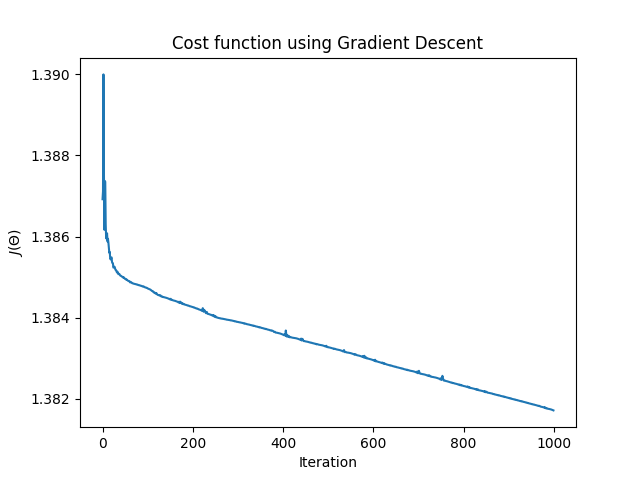 Cost function using Gradient Descent
1.390
1.388
1.386
1.384
1.382
J(Θ)
0 200 400 600 800 1000
Iteration